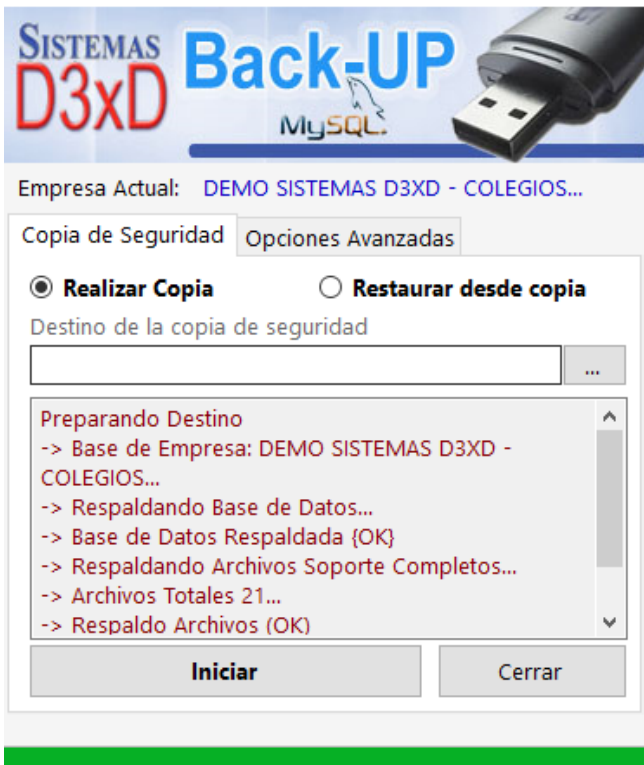 SISTEMAS
D3xD
Back-UP
MySQL.
Empresa Actual: DEMO SISTEMAS D3XD - COLEGIOS...
Copia de Seguridad Opciones Avanzadas
Realizar Copia Restaurar desde copia
Destino de la copia de seguridad
...
Preparando Destino
-> Base de Empresa: DEMO SISTEMAS D3XD -
COLEGIOS...
-> Respaldando Base de Datos...
-> Base de Datos Respaldada {OK}
-> Respaldando Archivos Soporte Completos...
-> Archivos Totales 21...
-> Respaldo Archivos (OK)
Iniciar Cerrar